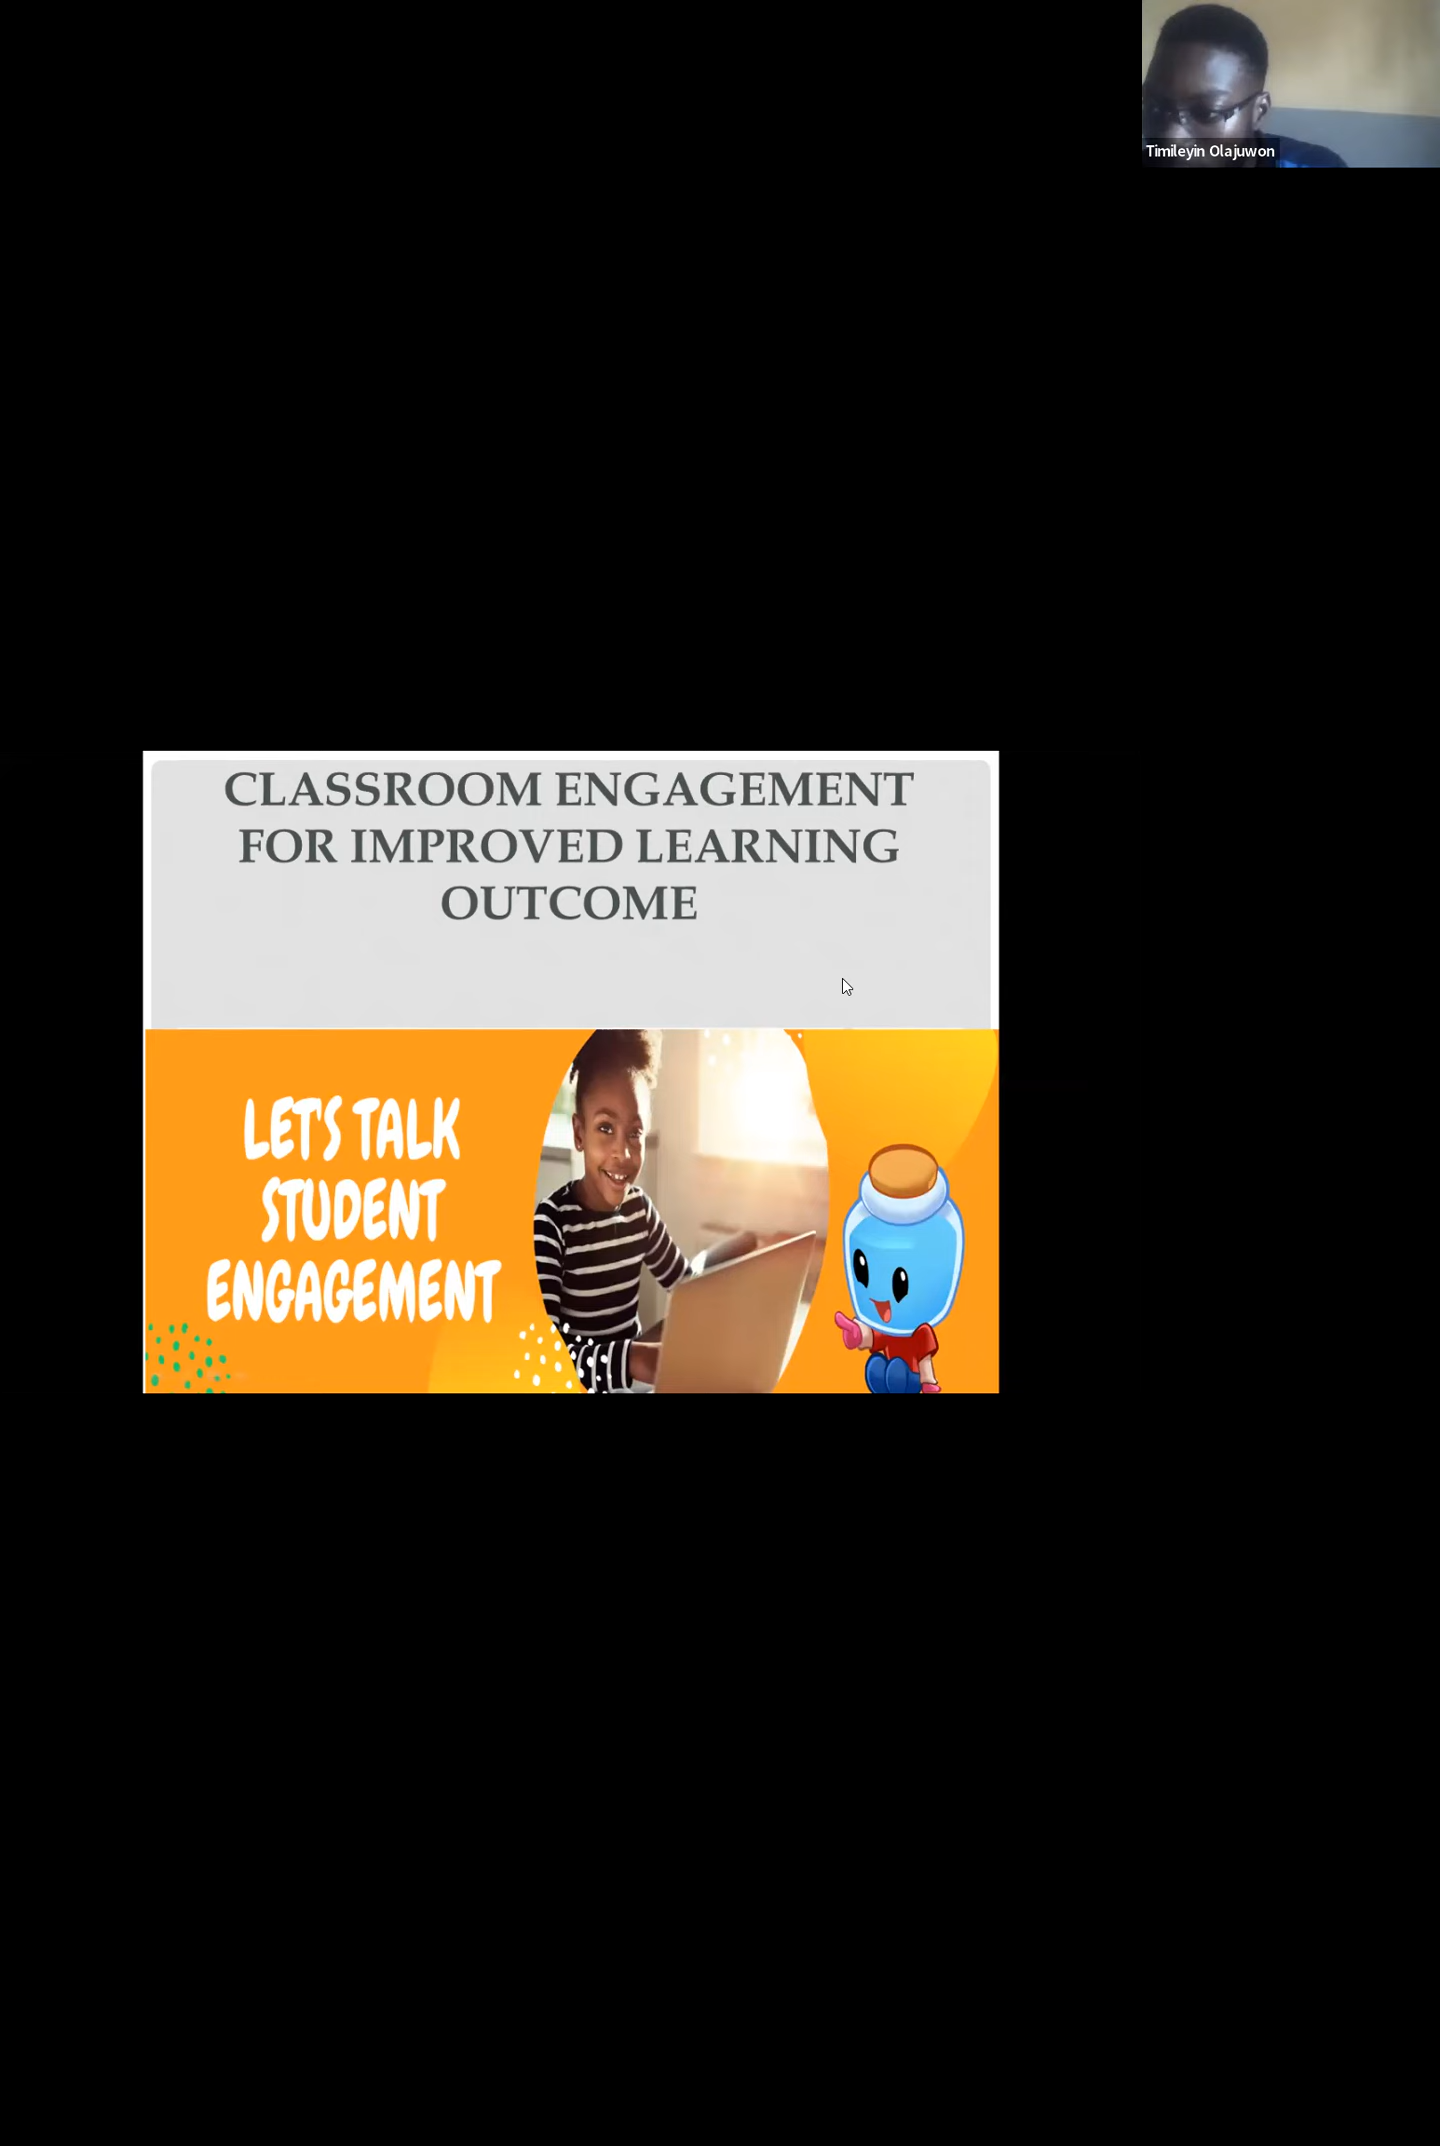 Timileyin Olajuwon
CLASSROOM ENGAGEMENT
FOR IMPROVED LEARNING
OUTCOME
LET'S TALK
STUDENT
ENGAGEMENT